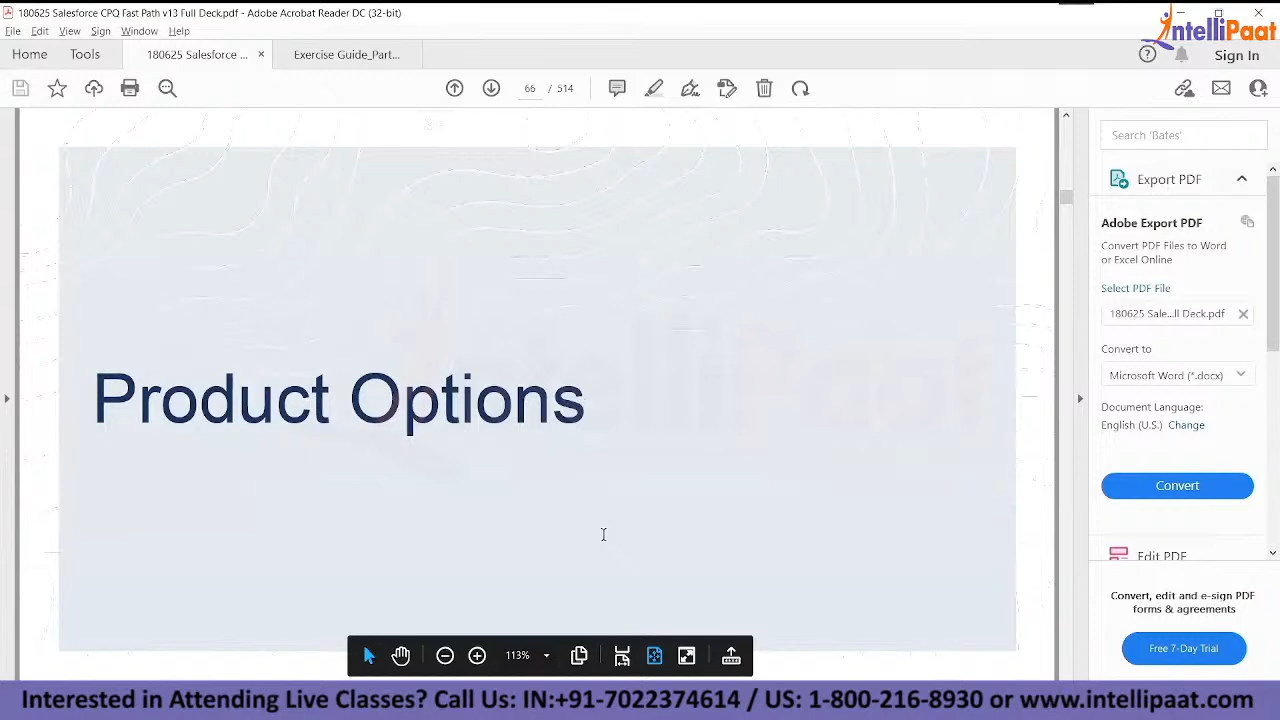 180625 Salesforce CPQ Fast Path v13 Full Deck.pdf - Adobe Acrobat Reader DC (32-bit)
File Edit View Sign Window Help
IntelliPaat
Home Tools 180625 Salesforce ... × Exercise Guide_Part...
Sign In
66 / 514
Search 'Bates'
Export PDF
Adobe Export PDF
Convert PDF Files to Word
or Excel Online
Select PDF File
180625 Sale...ll Deck.pdf
Convert to
Microsoft Word (*.docx)
Document Language:
English (U.S.) Change
Convert
Edit PDF
Convert, edit and e-sign PDF
forms & agreements
Free 7-Day Trial
Product Options
IntelliPaat
113%
Interested in Attending Live Classes? Call Us: IN:+91-7022374614 / US: 1-800-216-8930 or www.intellipaat.com